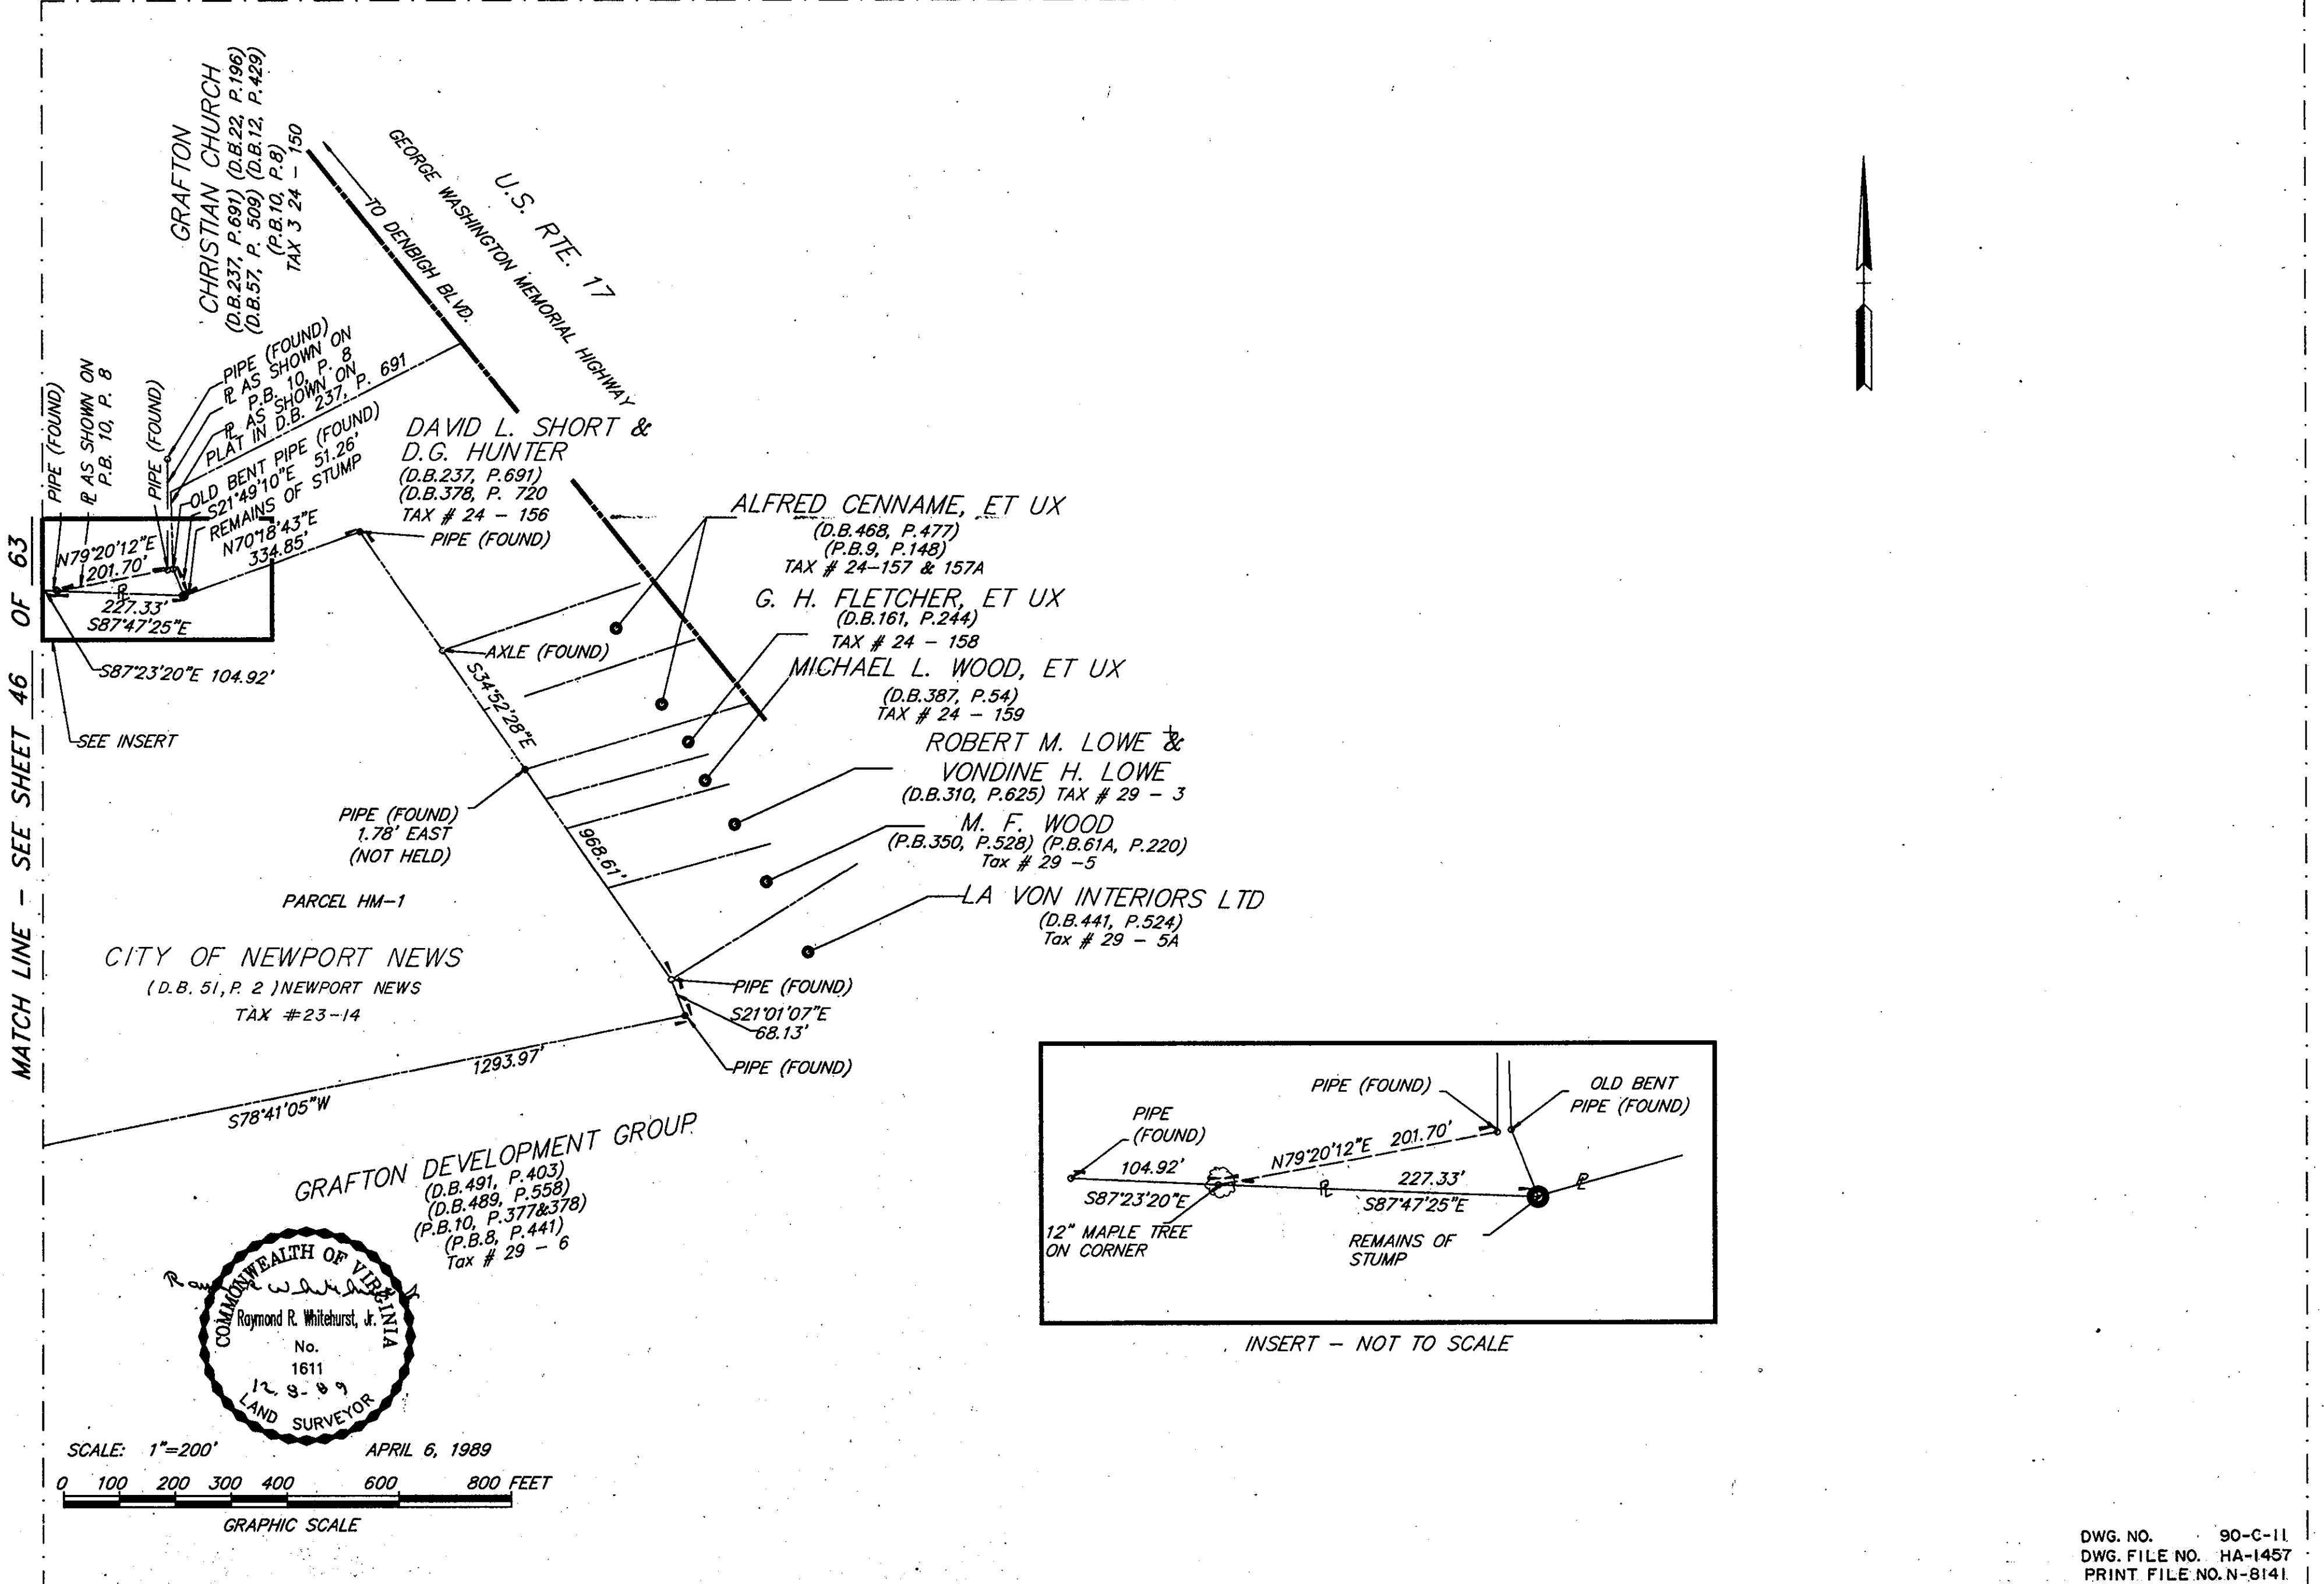 GRAFTON
CHRISTIAN CHURCH
(D.B.237, P.691) (D.B.22, P.196)
(D.B.57, P. 509) (D.B.12, P.429)
(P.B.10, P.8)
TAX 3 24 - 150
TO DENBIGH BLVD.
GEORGE WASHINGTON MEMORIAL HIGHWAY
U.S. RTE. 17
PIPE (FOUND)
℄ AS SHOWN ON
P.B. 10, P. 8
PIPE (FOUND)
PIPE (FOUND)
℄ AS SHOWN ON
P.B. 10, P. 8
℄ AS SHOWN ON
PLAT IN D.B. 237, P. 691
OLD BENT PIPE (FOUND)
S21°49'10"E 51.26'
REMAINS OF STUMP
N70°18'43"E
334.85'
N79°20'12"E
201.70'
℄
227.33'
S87°47'25"E
S87°23'20"E 104.92'
SEE INSERT
MATCH LINE - SEE SHEET 46 OF 63
DAVID L. SHORT &
D.G. HUNTER
(D.B.237, P.691)
(D.B.378, P. 720
TAX # 24 - 156
PIPE (FOUND)
ALFRED CENNAME, ET UX
(D.B.468, P.477)
(P.B.9, P.148)
TAX # 24-157 & 157A
G. H. FLETCHER, ET UX
(D.B.161, P.244)
TAX # 24 - 158
AXLE (FOUND)
MICHAEL L. WOOD, ET UX
(D.B.387, P.54)
TAX # 24 - 159
S34°52'28"E
968.61'
ROBERT M. LOWE &
VONDINE H. LOWE
(D.B.310, P.625) TAX # 29 - 3
PIPE (FOUND)
1.78' EAST
(NOT HELD)
M. F. WOOD
(P.B.350, P.528) (P.B.61A, P.220)
Tax # 29 -5
LA VON INTERIORS LTD
(D.B.441, P.524)
Tax # 29 - 5A
PARCEL HM-1
CITY OF NEWPORT NEWS
(D.B. 51, P. 2 ) NEWPORT NEWS
TAX #23-14
PIPE (FOUND)
S21°01'07"E
68.13'
PIPE (FOUND)
1293.97'
S78°41'05"W
GRAFTON DEVELOPMENT GROUP
(D.B.491, P.403)
(D.B.489, P.558)
(P.B.10, P.377&378)
(P.B.8, P.441)
Tax # 29 - 6
PIPE (FOUND)
OLD BENT
PIPE (FOUND)
PIPE
(FOUND)
N79°20'12"E 201.70'
104.92'
S87°23'20"E
℄
227.33'
S87°47'25"E
℄
12" MAPLE TREE
ON CORNER
REMAINS OF
STUMP
INSERT - NOT TO SCALE
COMMONWEALTH OF VIRGINIA
Raymond R. Whitehurst, Jr.
No.
1611
12-8-89
LAND SURVEYOR
SCALE: 1"=200' APRIL 6, 1989
0 100 200 300 400 600 800 FEET
GRAPHIC SCALE
DWG. NO. 90-C-11
DWG. FILE NO. HA-1457
PRINT FILE NO. N-8141